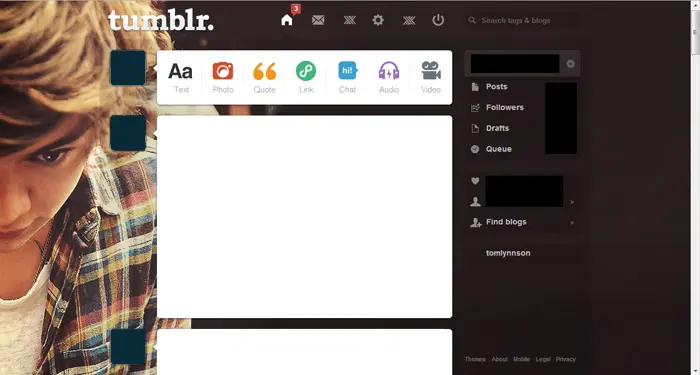 tumblr.
3
Search tags & blogs
Aa
hi!
Text
Photo
Quote
Link
Chat
Audio
Video
Posts
Followers
Drafts
Queue
Find blogs
tomlynnson
Themes About Mobile Legal Privacy